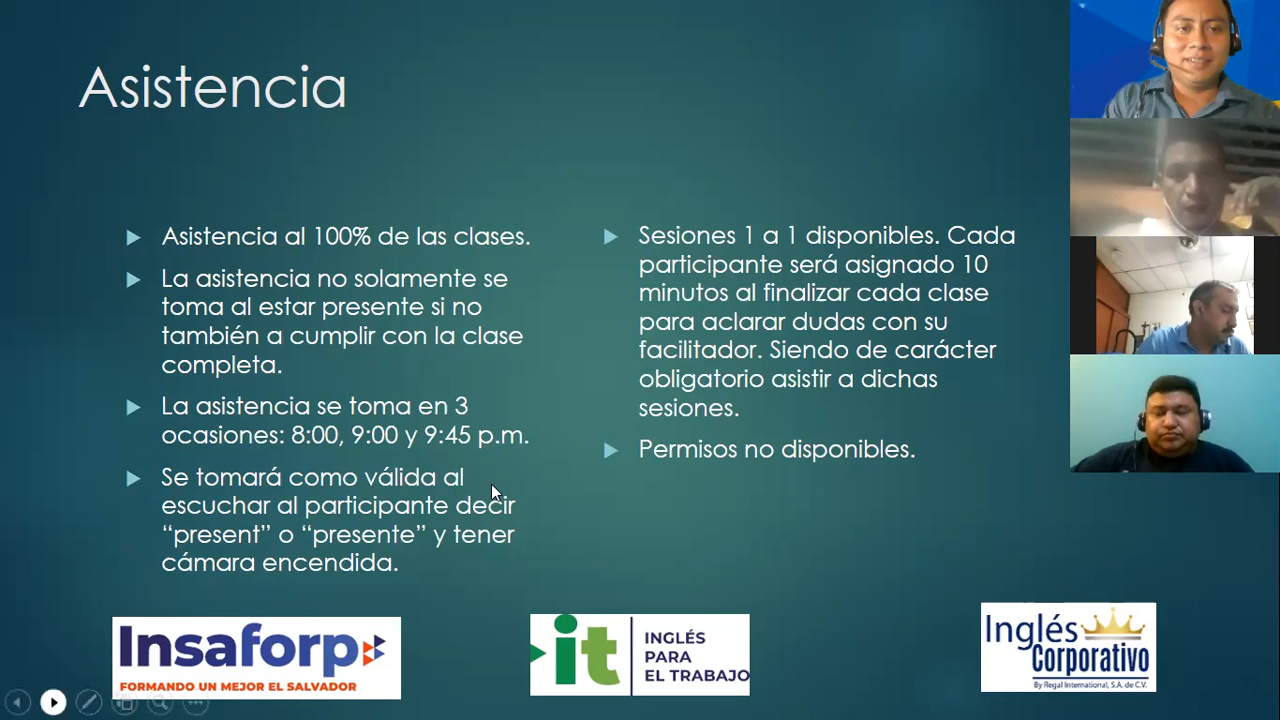 Asistencia
Asistencia al 100% de las clases.
La asistencia no solamente se
toma al estar presente si no
también a cumplir con la clase
completa.
La asistencia se toma en 3
ocasiones: 8:00, 9:00 y 9:45 p.m.
Se tomará como válida al
escuchar al participante decir
“present” o “presente” y tener
cámara encendida.
Sesiones 1 a 1 disponibles. Cada
participante será asignado 10
minutos al finalizar cada clase
para aclarar dudas con su
facilitador. Siendo de carácter
obligatorio asistir a dichas
sesiones.
Permisos no disponibles.
Insaforp
FORMANDO UN MEJOR EL SALVADOR
it
INGLÉS
PARA
EL TRABAJO
Inglés
Corporativo
By Regal International, S.A. de C.V.